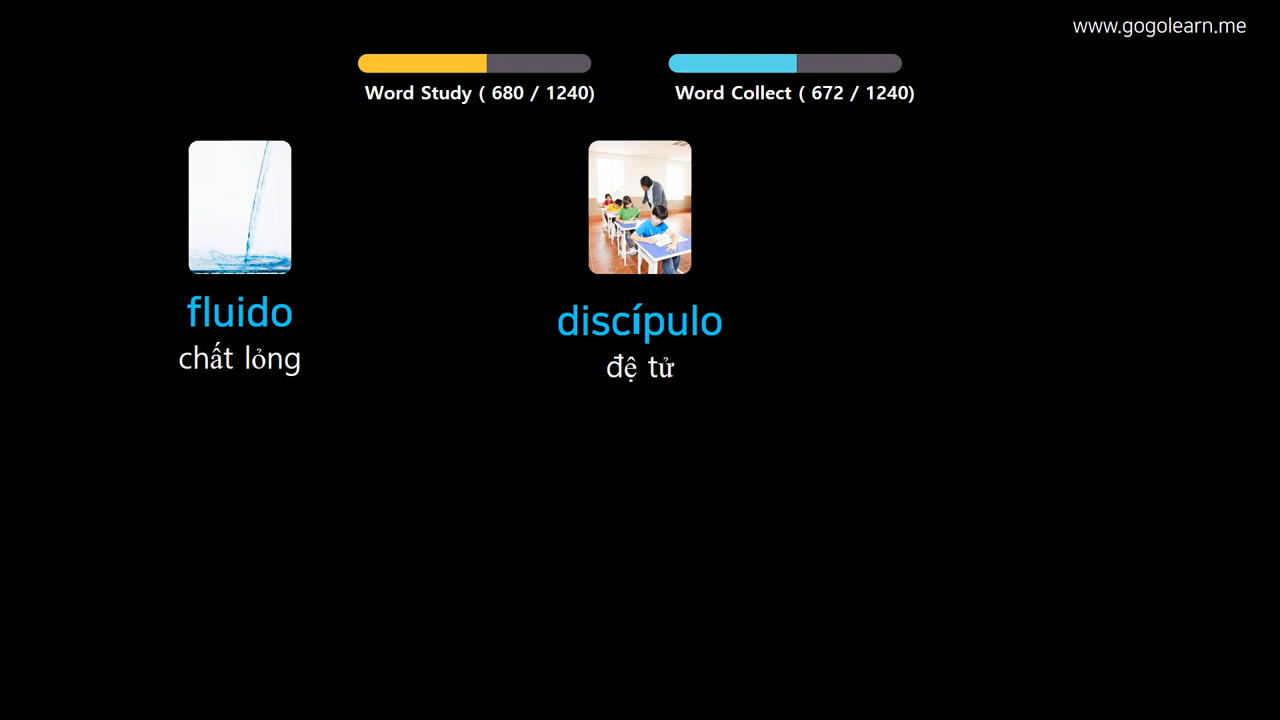 www.gogolearn.me
Word Study ( 680 / 1240)
Word Collect ( 672 / 1240)
fluido
chất lỏng
discípulo
đệ tử